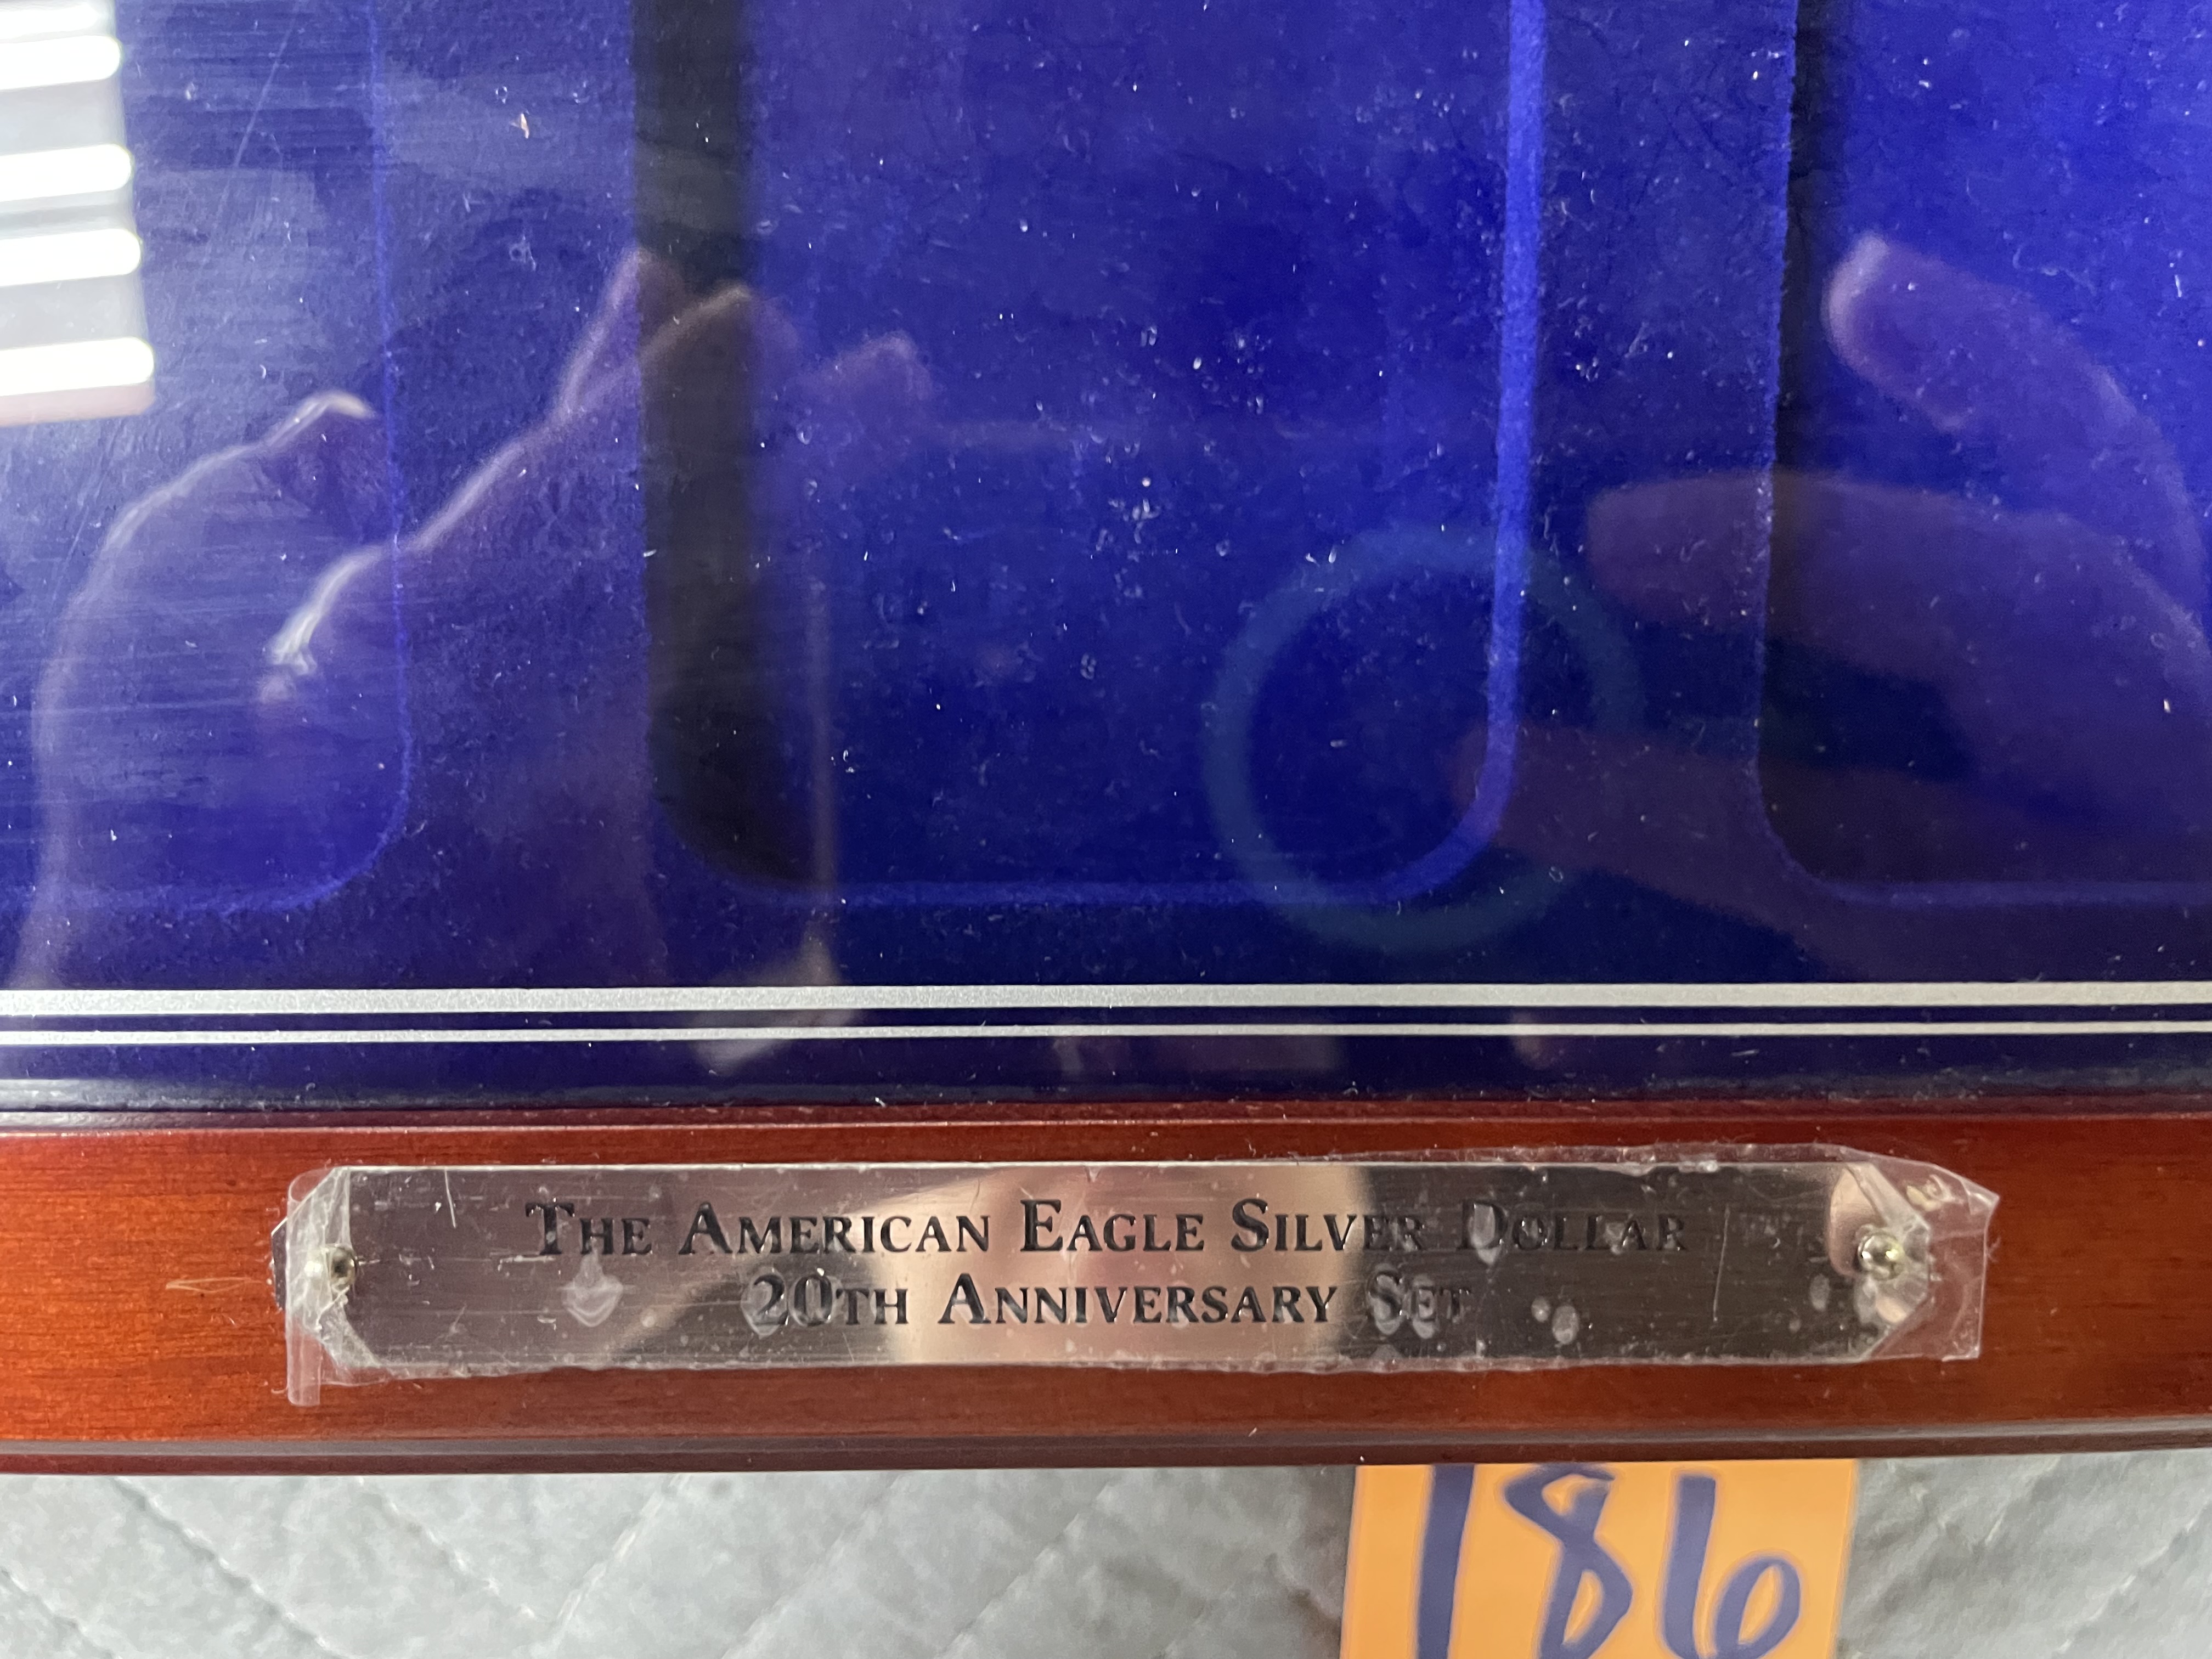 The American Eagle Silver Dollar
20th Anniversary Set
186